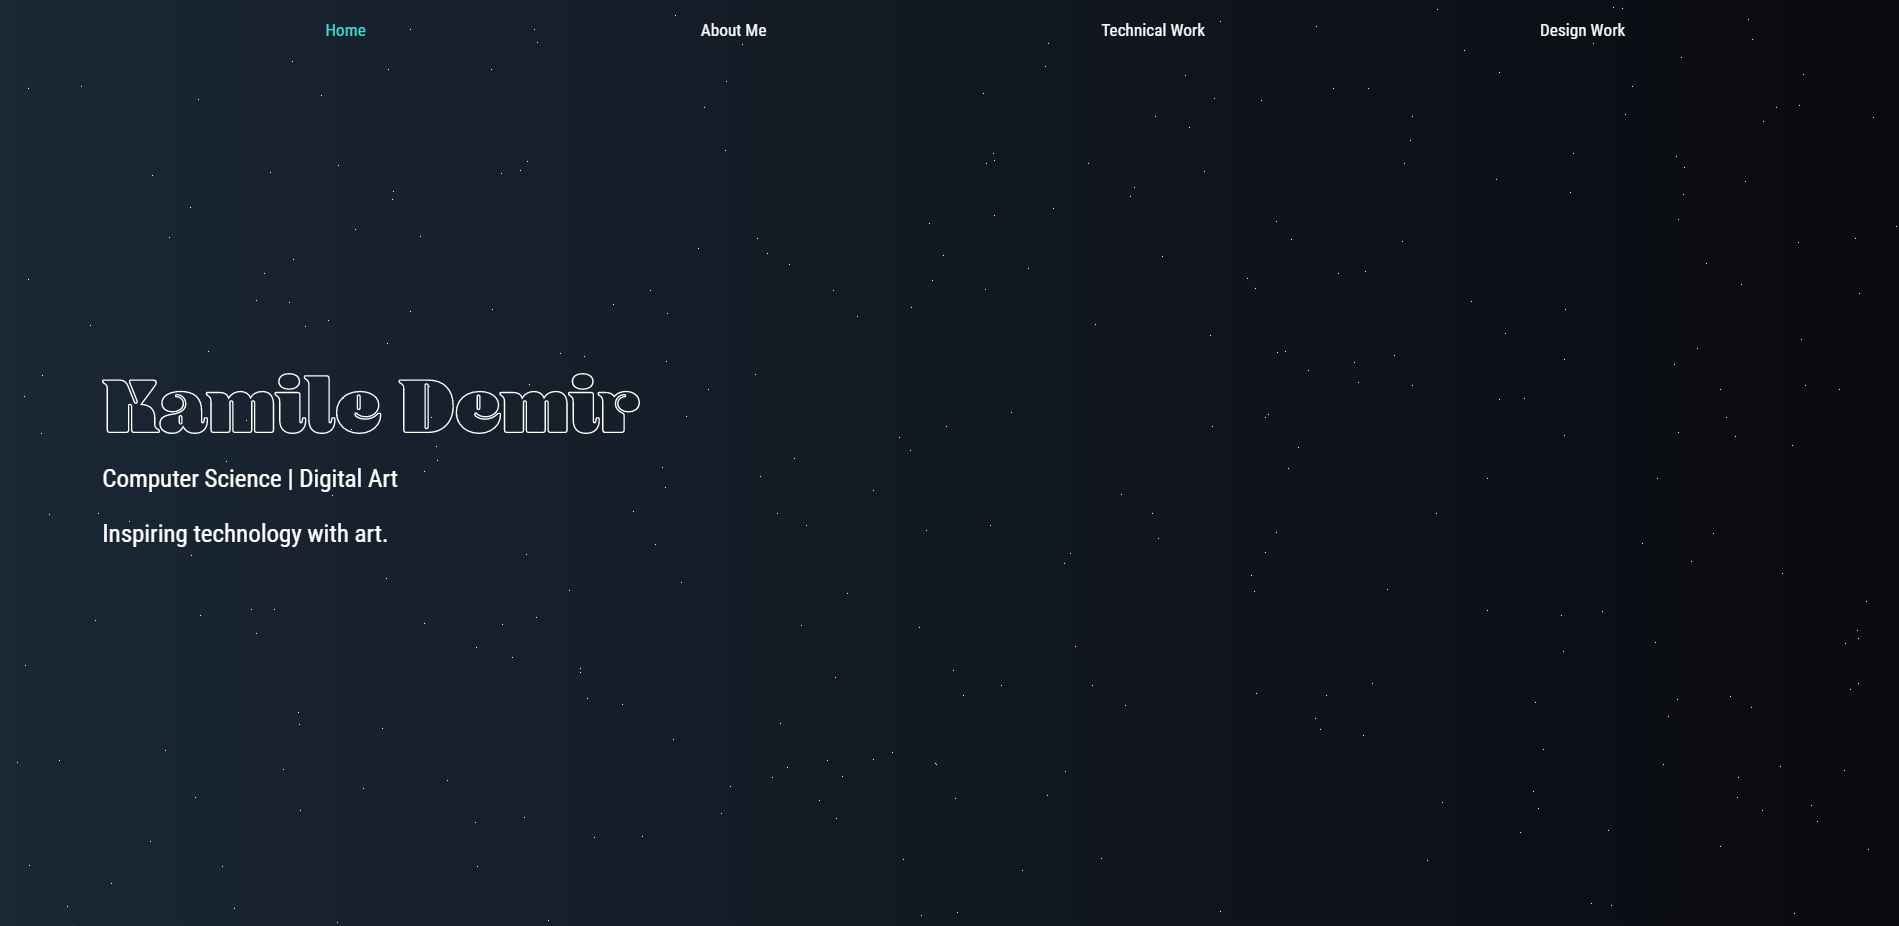 Home About Me Technical Work Design Work
Kamile Demir
Computer Science | Digital Art
Inspiring technology with art.